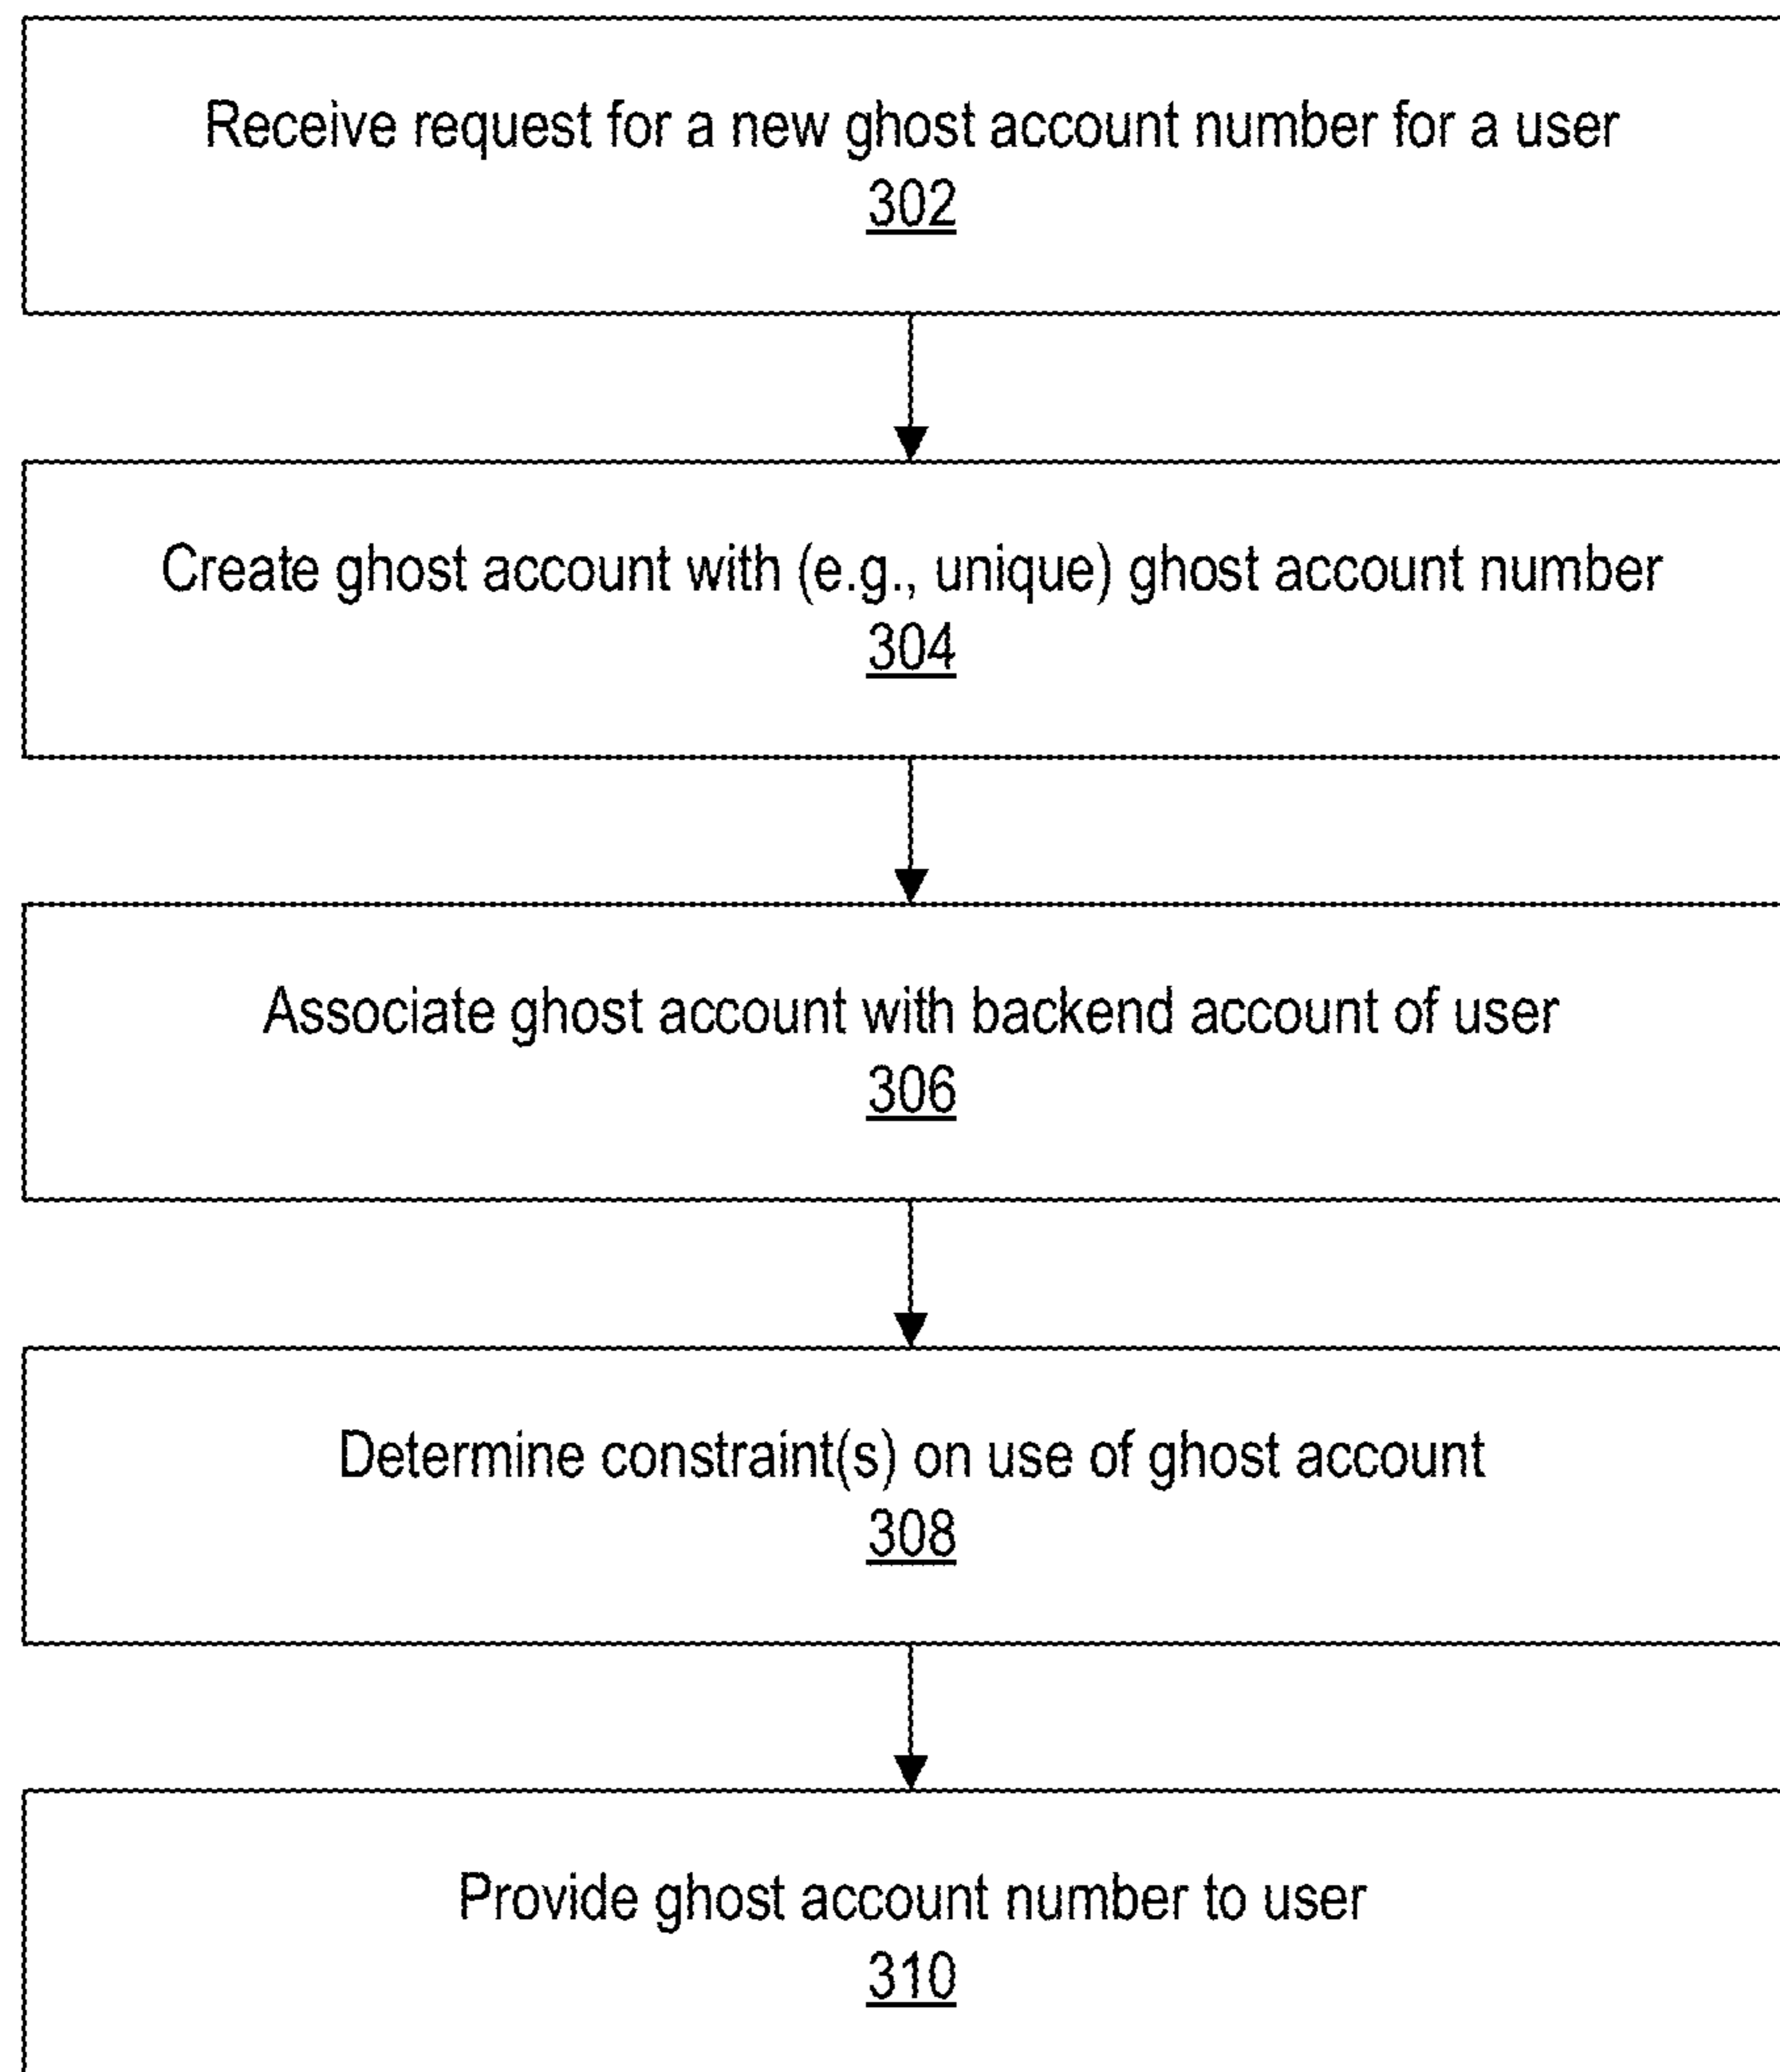 Receive request for a new ghost account number for a user
302
Create ghost account with (e.g., unique) ghost account number
304
Associate ghost account with backend account of user
306
Determine constraint(s) on use of ghost account
308
Provide ghost account number to user
310